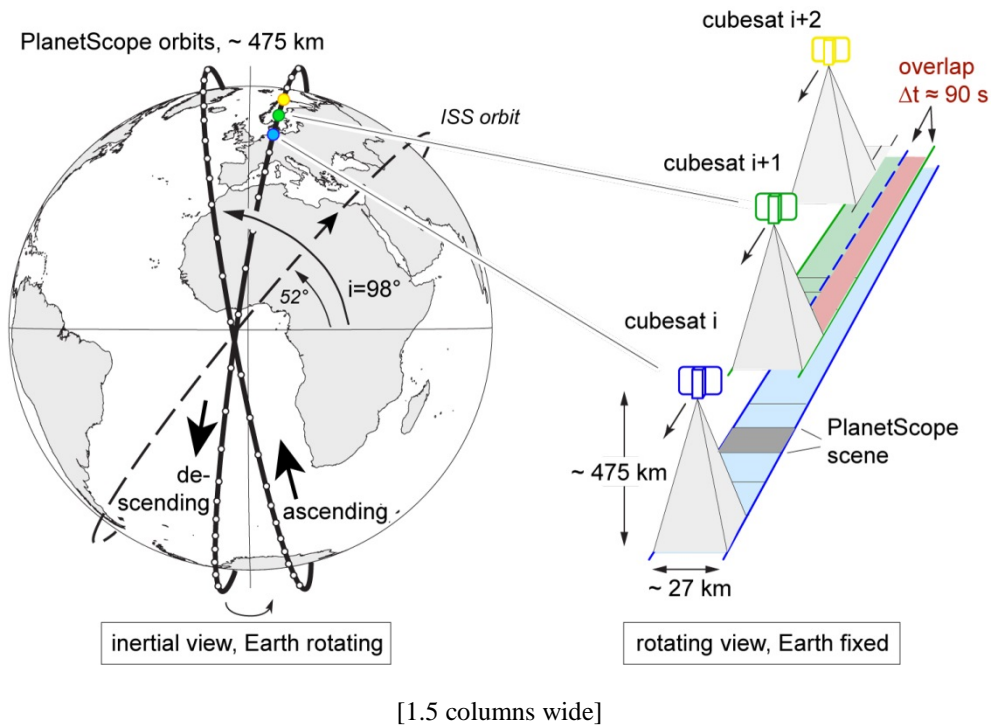 PlanetScope orbits, ~ 475 km
ISS orbit
i=98°
52°
de-
scending
ascending
inertial view, Earth rotating
cubesat i+2
overlap
Δt ≈ 90 s
cubesat i+1
cubesat i
PlanetScope
scene
~ 475 km
~ 27 km
rotating view, Earth fixed
[1.5 columns wide]